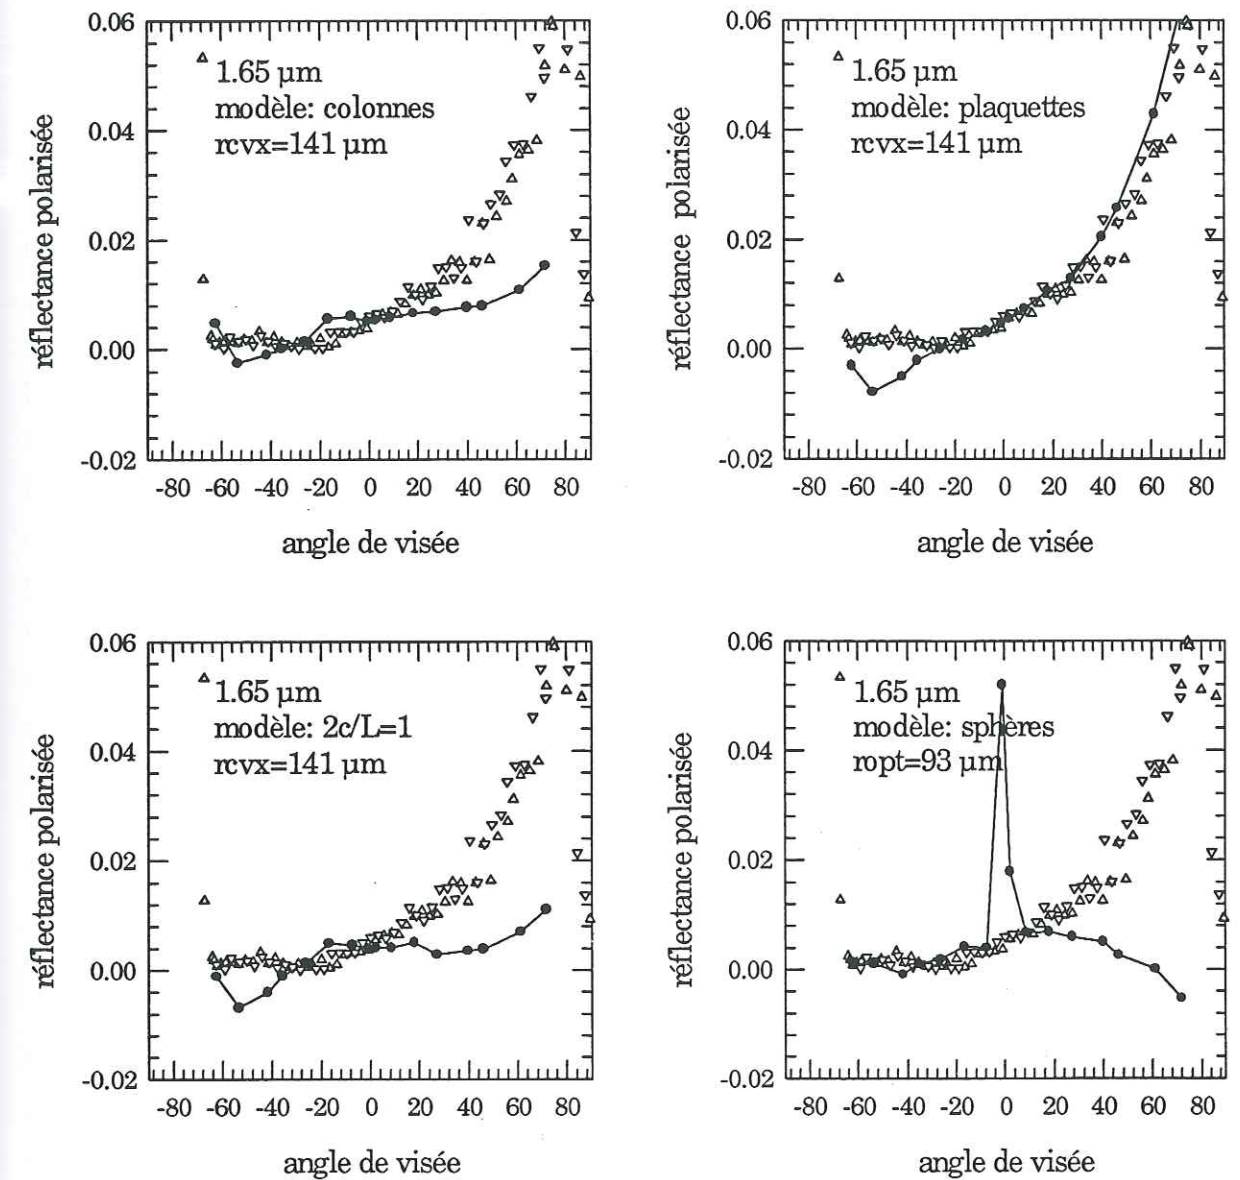 0.06
0.04
0.02
0.00
-0.02
réflectance polarisée
1.65 µm
modèle: colonnes
rcvx=141 µm
-80 -60 -40 -20 0 20 40 60 80
angle de visée
0.06
0.04
0.02
0.00
-0.02
réflectance polarisée
1.65 µm
modèle: plaquettes
rcvx=141 µm
-80 -60 -40 -20 0 20 40 60 80
angle de visée
0.06
0.04
0.02
0.00
-0.02
réflectance polarisée
1.65 µm
modèle: 2c/L=1
rcvx=141 µm
-80 -60 -40 -20 0 20 40 60 80
angle de visée
0.06
0.04
0.02
0.00
-0.02
réflectance polarisée
1.65 µm
modèle: sphères
ropt=93 µm
-80 -60 -40 -20 0 20 40 60 80
angle de visée